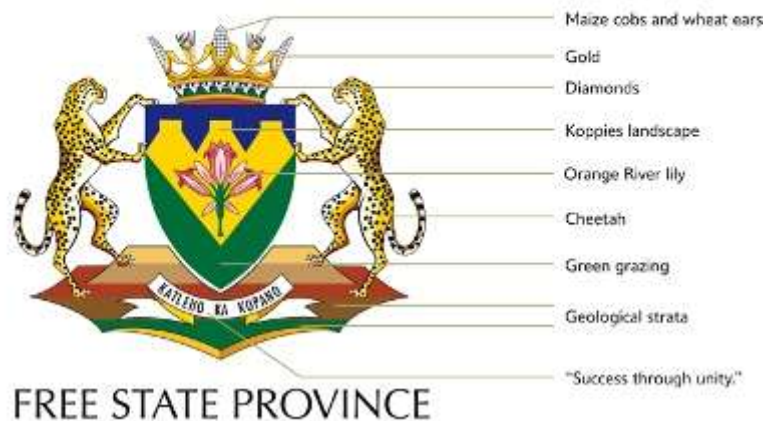 Maize cobs and wheat ears
Gold
Diamonds
Koppies landscape
Orange River lily
Cheetah
Green grazing
KATLEHO KA KOPANO
Geological strata
"Success through unity."
FREE STATE PROVINCE